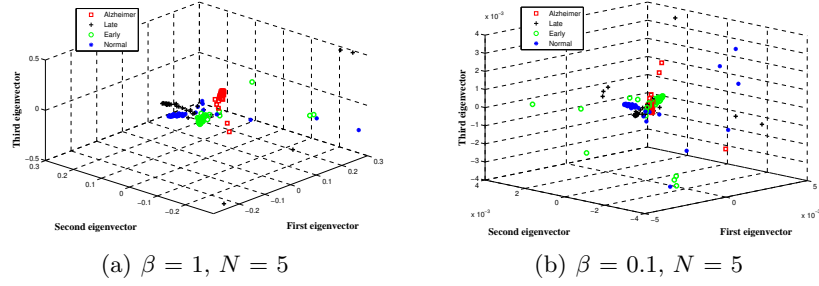 Alzheimer
Late
Early
Normal
0.5
0
−0.5
Third eigenvector
0.3
0.2
0.1
0
−0.1
−0.2
Second eigenvector
−0.2
−0.1
0
0.1
0.2
0.3
First eigenvector
(a) β = 1, N = 5
x 10⁻³
Alzheimer
Late
Early
Normal
4
3
2
1
0
−1
−2
−3
−4
Third eigenvector
4
2
0
−2
−4
x 10⁻³
Second eigenvector
−5
0
5
First eigenvector
(b) β = 0.1, N = 5